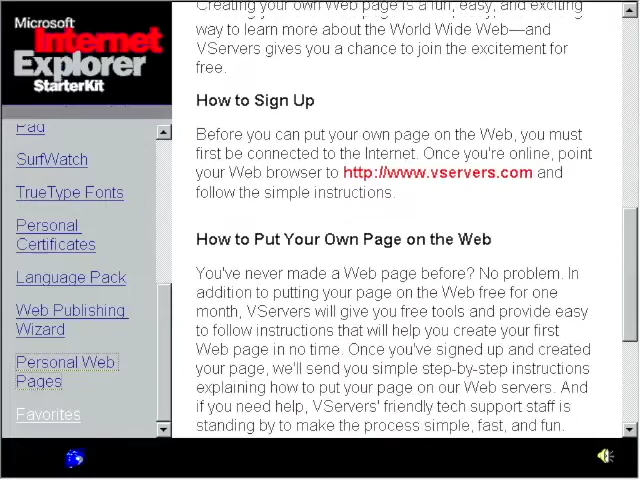 Microsoft
Internet
Explorer
StarterKit
Pad
SurfWatch
TrueType Fonts
Personal
Certificates
Language Pack
Web Publishing
Wizard
Personal Web
Pages
Favorites
Creating your own Web page is a fun, easy, and exciting
way to learn more about the World Wide Web—and
VServers gives you a chance to join the excitement for
free.
How to Sign Up
Before you can put your own page on the Web, you must
first be connected to the Internet. Once you're online, point
your Web browser to http://www.vservers.com and
follow the simple instructions.
How to Put Your Own Page on the Web
You've never made a Web page before? No problem. In
addition to putting your page on the Web free for one
month, VServers will give you free tools and provide easy
to follow instructions that will help you create your first
Web page in no time. Once you've signed up and created
your page, we'll send you simple step-by-step instructions
explaining how to put your page on our Web servers. And
if you need help, VServers' friendly tech support staff is
standing by to make the process simple, fast, and fun.